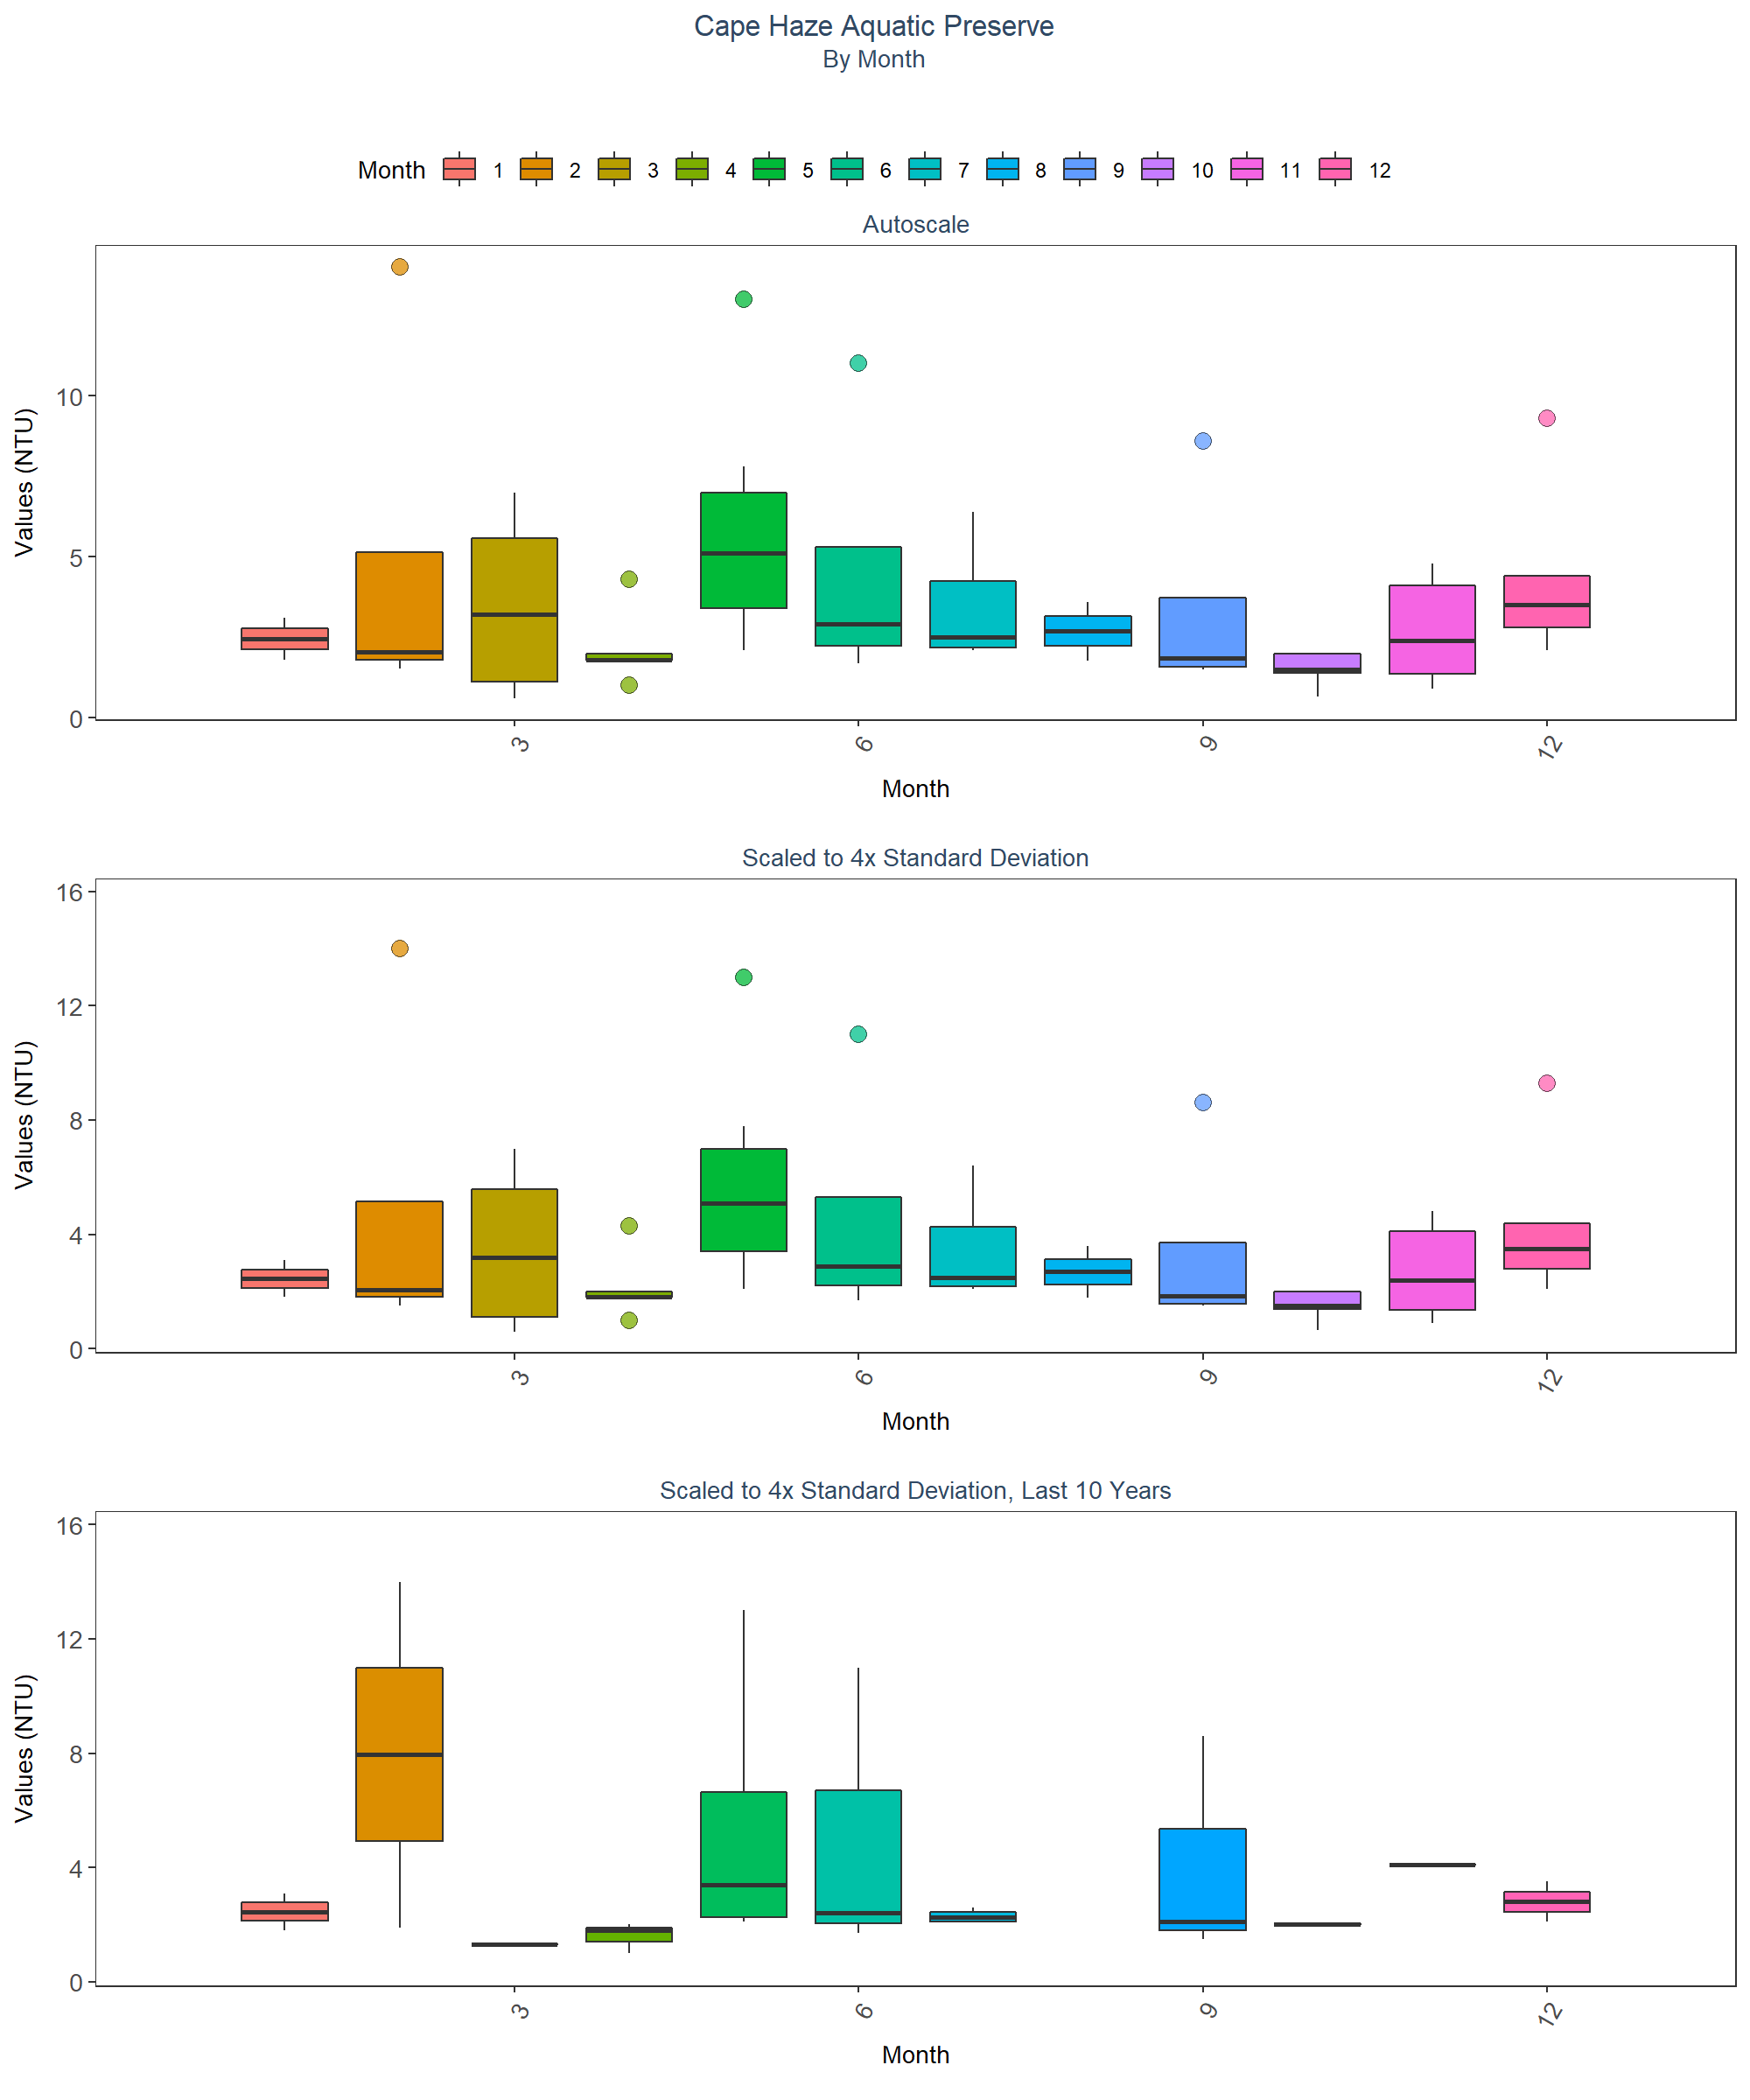 Cape Haze Aquatic Preserve
By Month
Month 1 2 3 4 5 6 7 8 9 10 11 12
Autoscale
Values (NTU)
10
5
0
3 6 9 12
Month
Scaled to 4x Standard Deviation
Values (NTU)
16
12
8
4
0
3 6 9 12
Month
Scaled to 4x Standard Deviation, Last 10 Years
Values (NTU)
16
12
8
4
0
3 6 9 12
Month